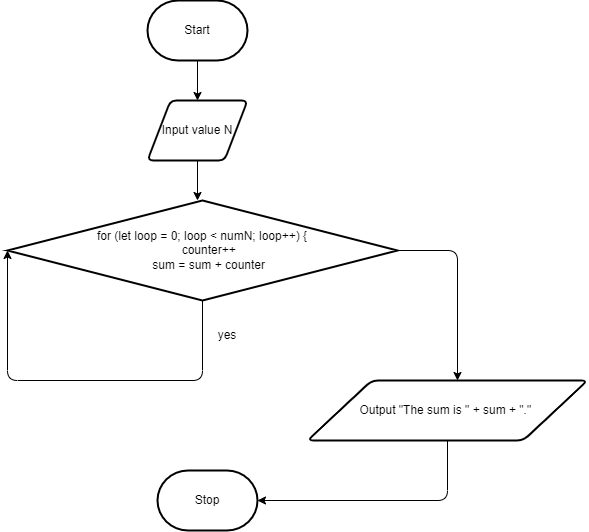 Start
Input value N
for (let loop = 0; loop < numN; loop++) {
counter++
sum = sum + counter
yes
Output "The sum is " + sum + "."
Stop